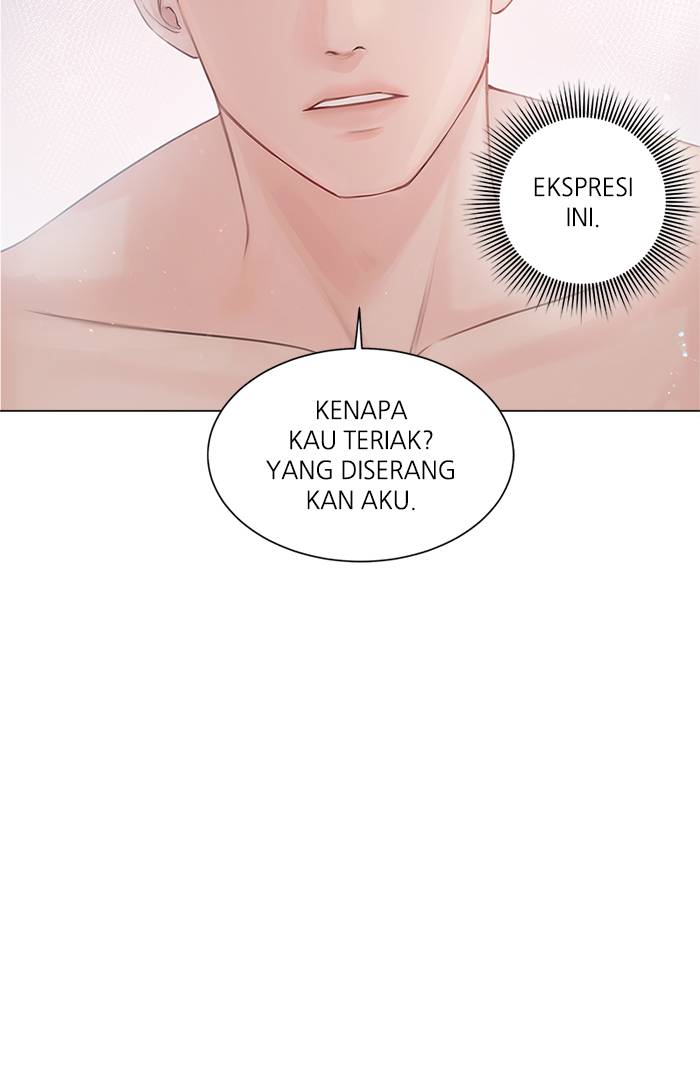 EKSPRESI
INI.
KENAPA
KAU TERIAK?
YANG DISERANG
KAN AKU.